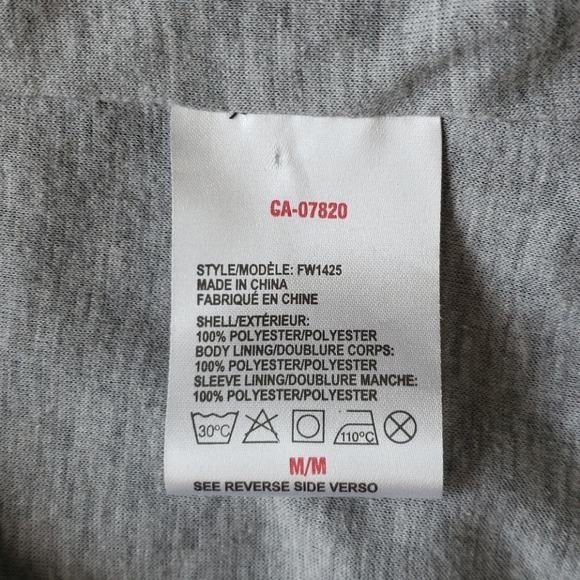 CA-07820
STYLE/MODÈLE: FW1425
MADE IN CHINA
FABRIQUÉ EN CHINE
SHELL/EXTÉRIEUR:
100% POLYESTER/POLYESTER
BODY LINING/DOUBLURE CORPS:
100% POLYESTER/POLYESTER
SLEEVE LINING/DOUBLURE MANCHE:
100% POLYESTER/POLYESTER
30°C 110°C
M/M
SEE REVERSE SIDE VERSO